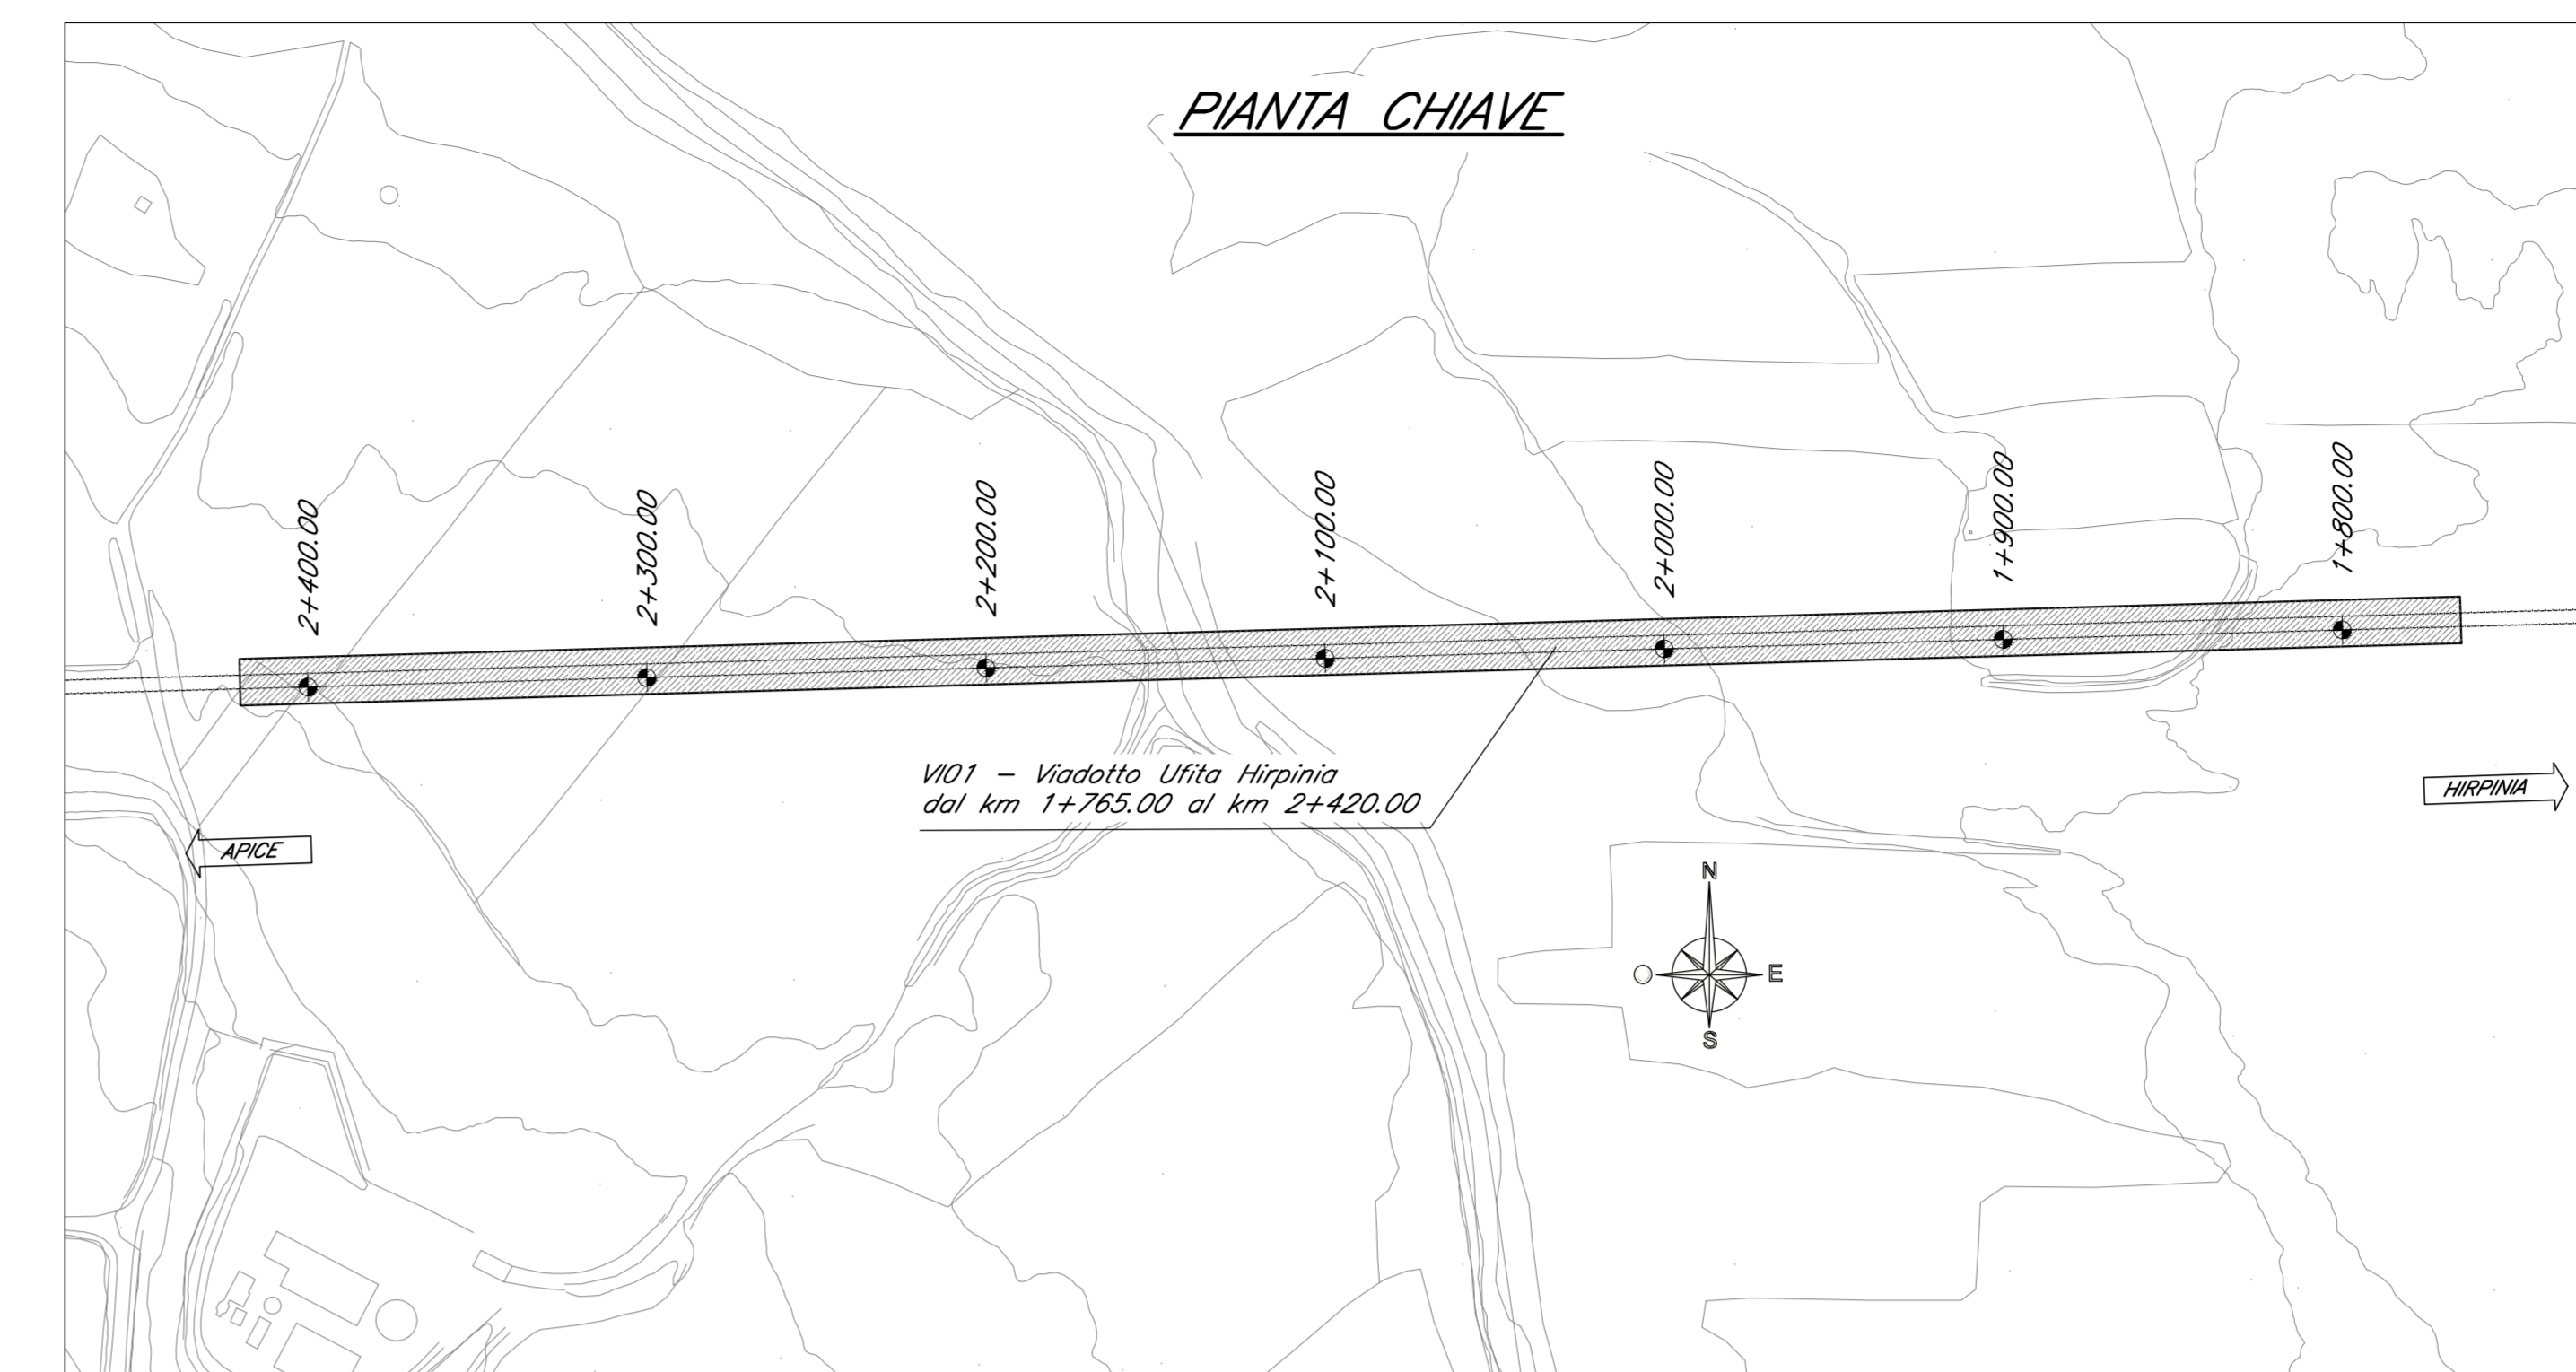 PIANTA CHIAVE
2+400.00
2+300.00
2+200.00
2+100.00
2+000.00
1+900.00
1+800.00
VI01 – Viadotto Ufita Hirpinia
dal km 1+765.00 al km 2+420.00
HIRPINIA
APICE
N
O
E
S